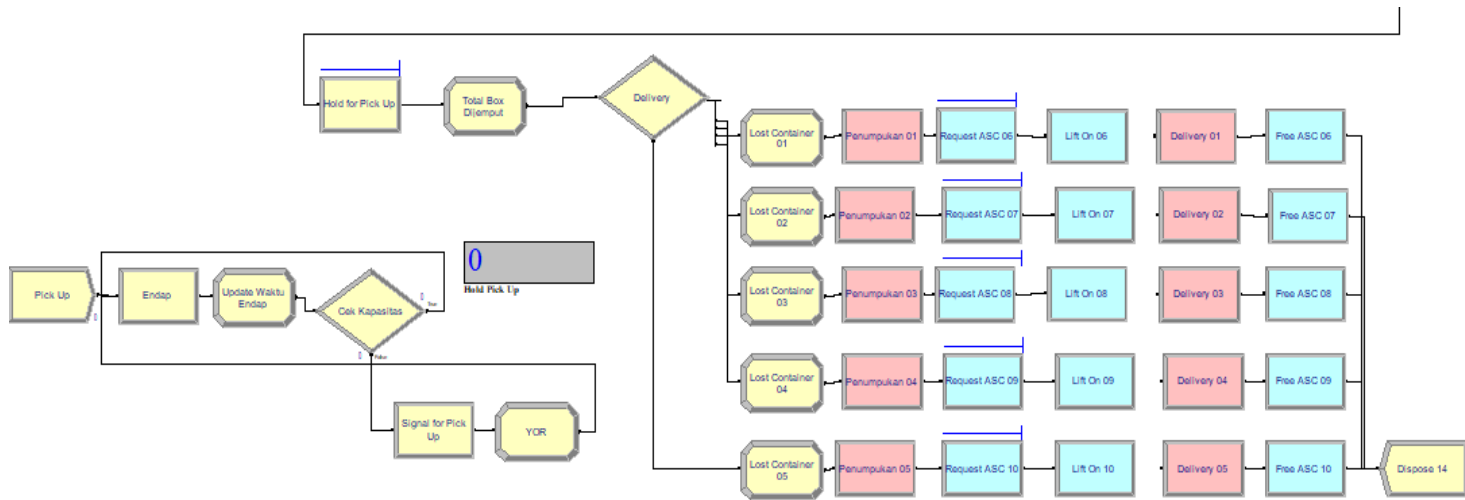 Hold for Pick Up
Total Box
Dijemput
Delivery
Lost Container
01
Penumpukan 01
Request ASC 06
Lift On 06
Delivery 01
Free ASC 06
Lost Container
02
Penumpukan 02
Request ASC 07
Lift On 07
Delivery 02
Free ASC 07
Pick Up
Endap
Update Waktu
Endap
Cek Kapasitas
True
False
0
Hold Pick Up
Lost Container
03
Penumpukan 03
Request ASC 08
Lift On 08
Delivery 03
Free ASC 08
Lost Container
04
Penumpukan 04
Request ASC 09
Lift On 09
Delivery 04
Free ASC 09
Signal for Pick
Up
YOR
Lost Container
05
Penumpukan 05
Request ASC 10
Lift On 10
Delivery 05
Free ASC 10
Dispose 14